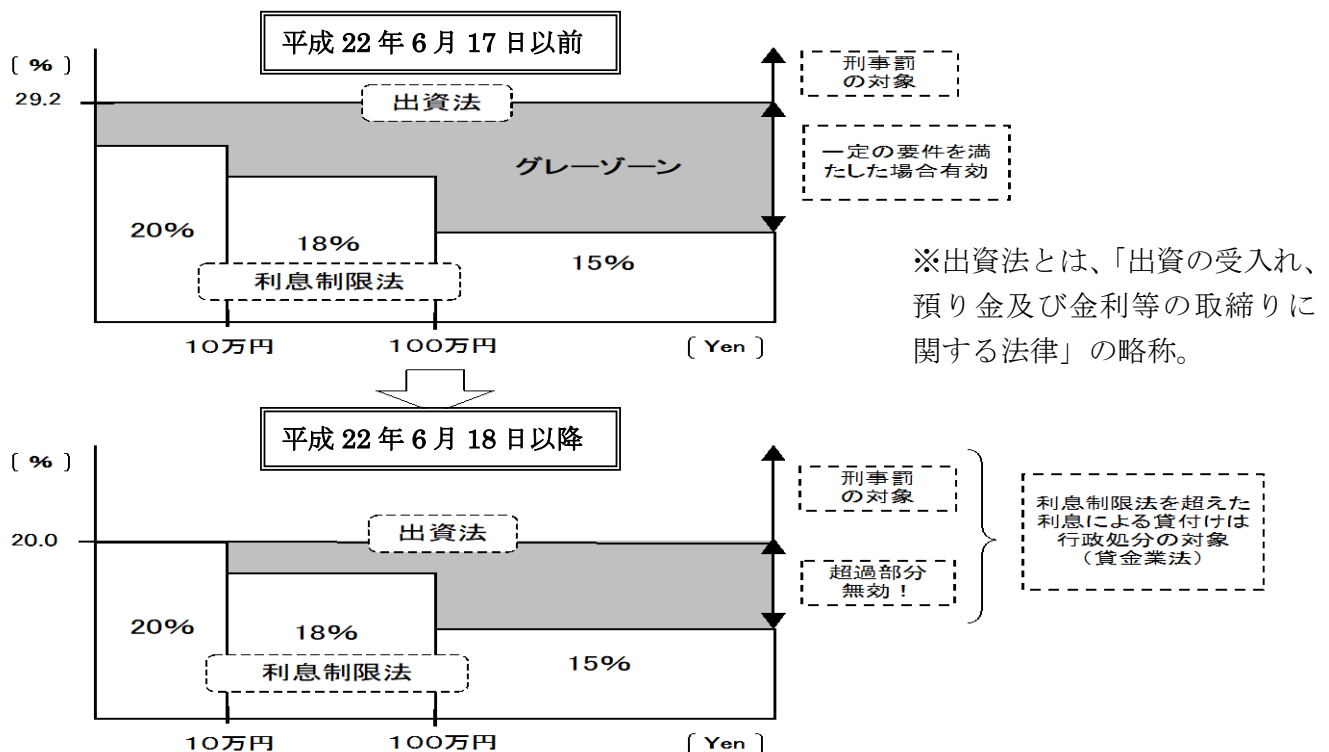 平成 22 年 6 月 17 日以前
〔 % 〕
29.2
出資法
刑事罰
の対象
グレーゾーン
一定の要件を満
たした場合有効
20%
18%
15%
利息制限法
10万円
100万円
〔 Yen 〕
※出資法とは、「出資の受入れ、
預り金及び金利等の取締りに
関する法律」の略称。
平成 22 年 6 月 18 日以降
〔 % 〕
20.0
出資法
刑事罰
の対象
超過部分
無効！
利息制限法を超えた
利息による貸付けは
行政処分の対象
（貸金業法）
20%
18%
15%
利息制限法
10万円
100万円
〔 Yen 〕